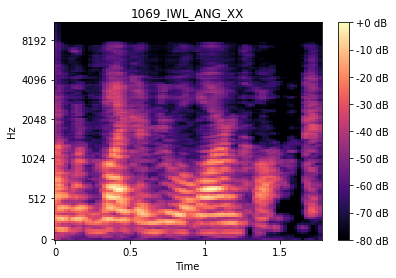 1069_IWL_ANG_XX
+0 dB
8192
-10 dB
4096
-20 dB
-30 dB
2048
Hz
-40 dB
1024
-50 dB
512
-60 dB
-70 dB
0
-80 dB
0
0.5
1
1.5
Time